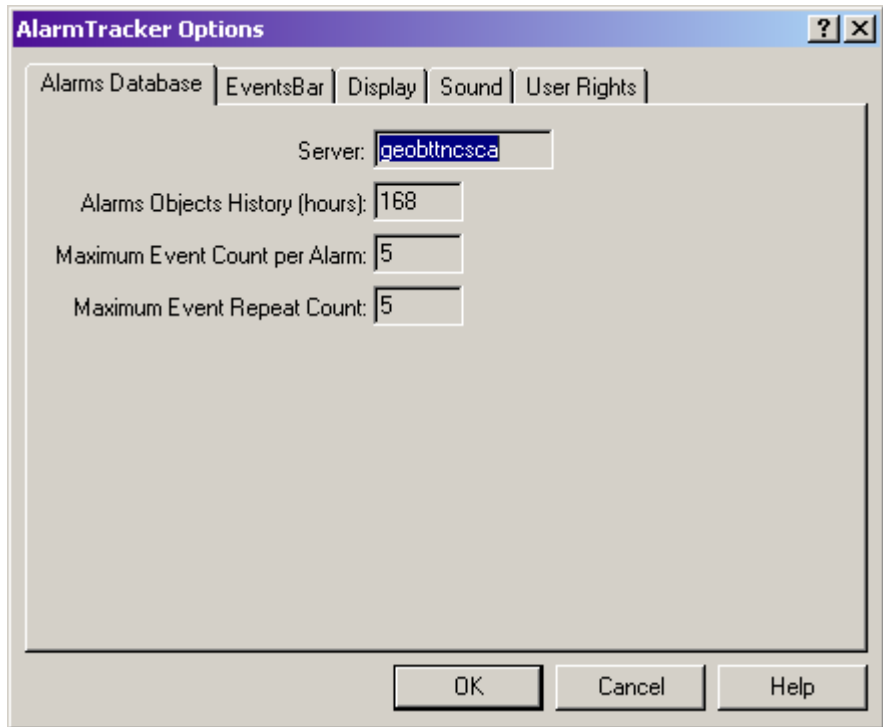 AlarmTracker Options
Alarms Database EventsBar Display Sound User Rights
Server: geobttncsca
Alarms Objects History (hours): 168
Maximum Event Count per Alarm: 5
Maximum Event Repeat Count: 5
OK Cancel Help